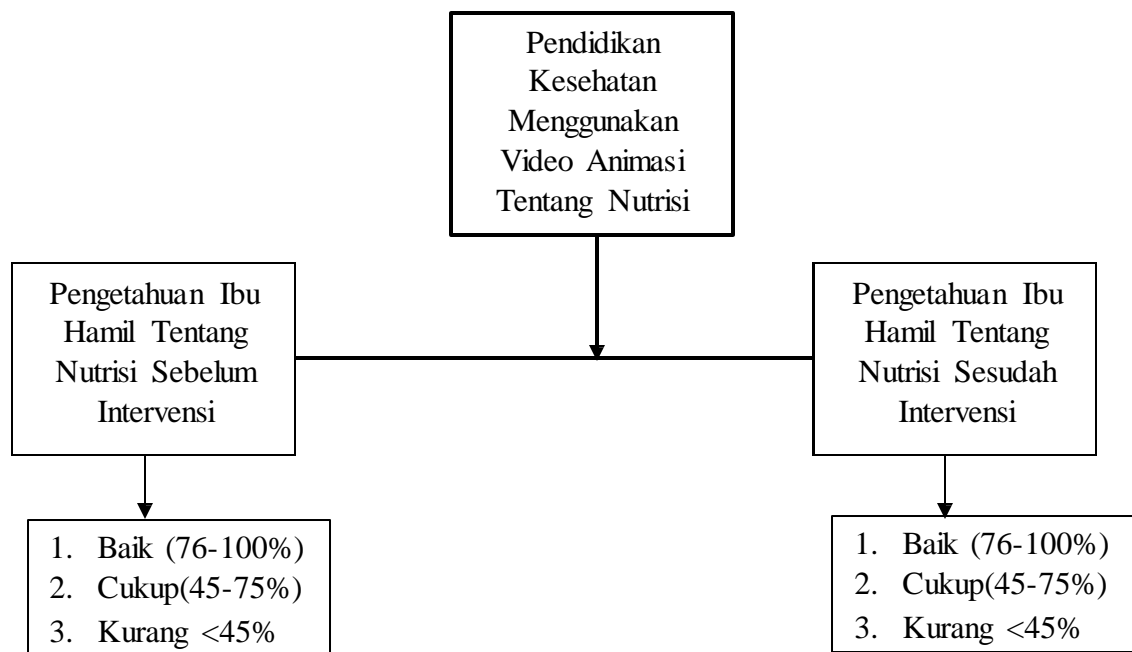 Pendidikan
Kesehatan
Menggunakan
Video Animasi
Tentang Nutrisi
Pengetahuan Ibu
Hamil Tentang
Nutrisi Sebelum
Intervensi
Pengetahuan Ibu
Hamil Tentang
Nutrisi Sesudah
Intervensi
1. Baik (76-100%)
2. Cukup(45-75%)
3. Kurang <45%
1. Baik (76-100%)
2. Cukup(45-75%)
3. Kurang <45%